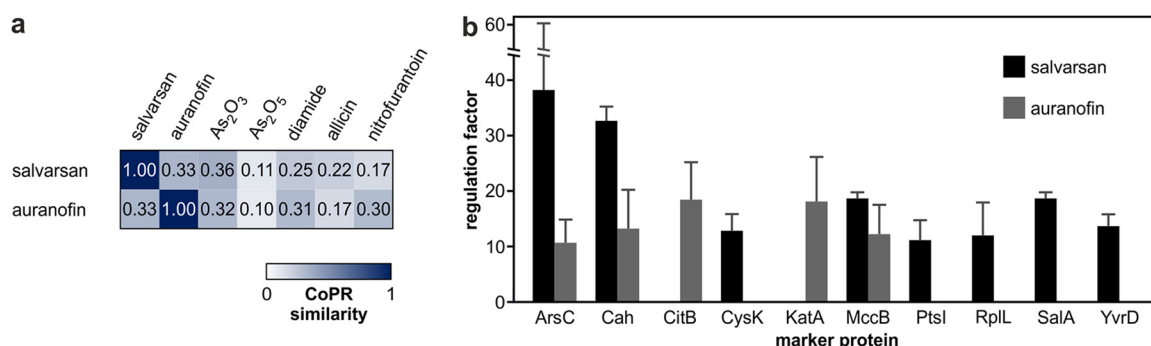 a
salvarsan auranofin As2O3 As2O5 diamide allicin nitrofurantoin
salvarsan 1.00 0.33 0.36 0.11 0.25 0.22 0.17
auranofin 0.33 1.00 0.32 0.10 0.31 0.17 0.30
0 CoPR 1
similarity
b
regulation factor
60
40
30
20
10
0
salvarsan
auranofin
ArsC Cah CitB CysK KatA MccB PtsI RplL SalA YvrD
marker protein